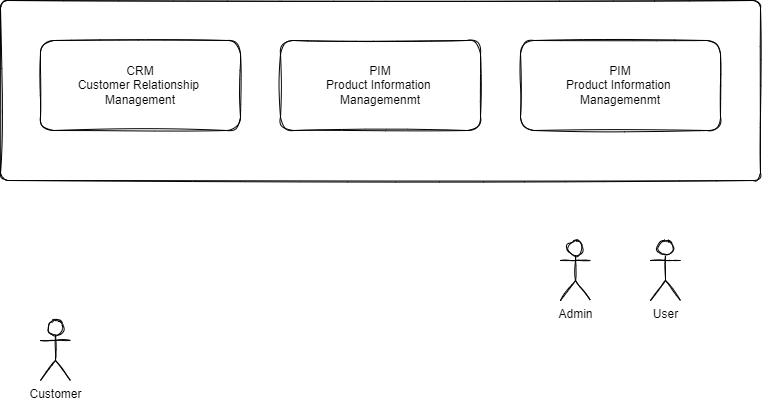 CRM
Customer Relationship
Management
PIM
Product Information
Managemenmt
PIM
Product Information
Managemenmt
Admin
User
Customer